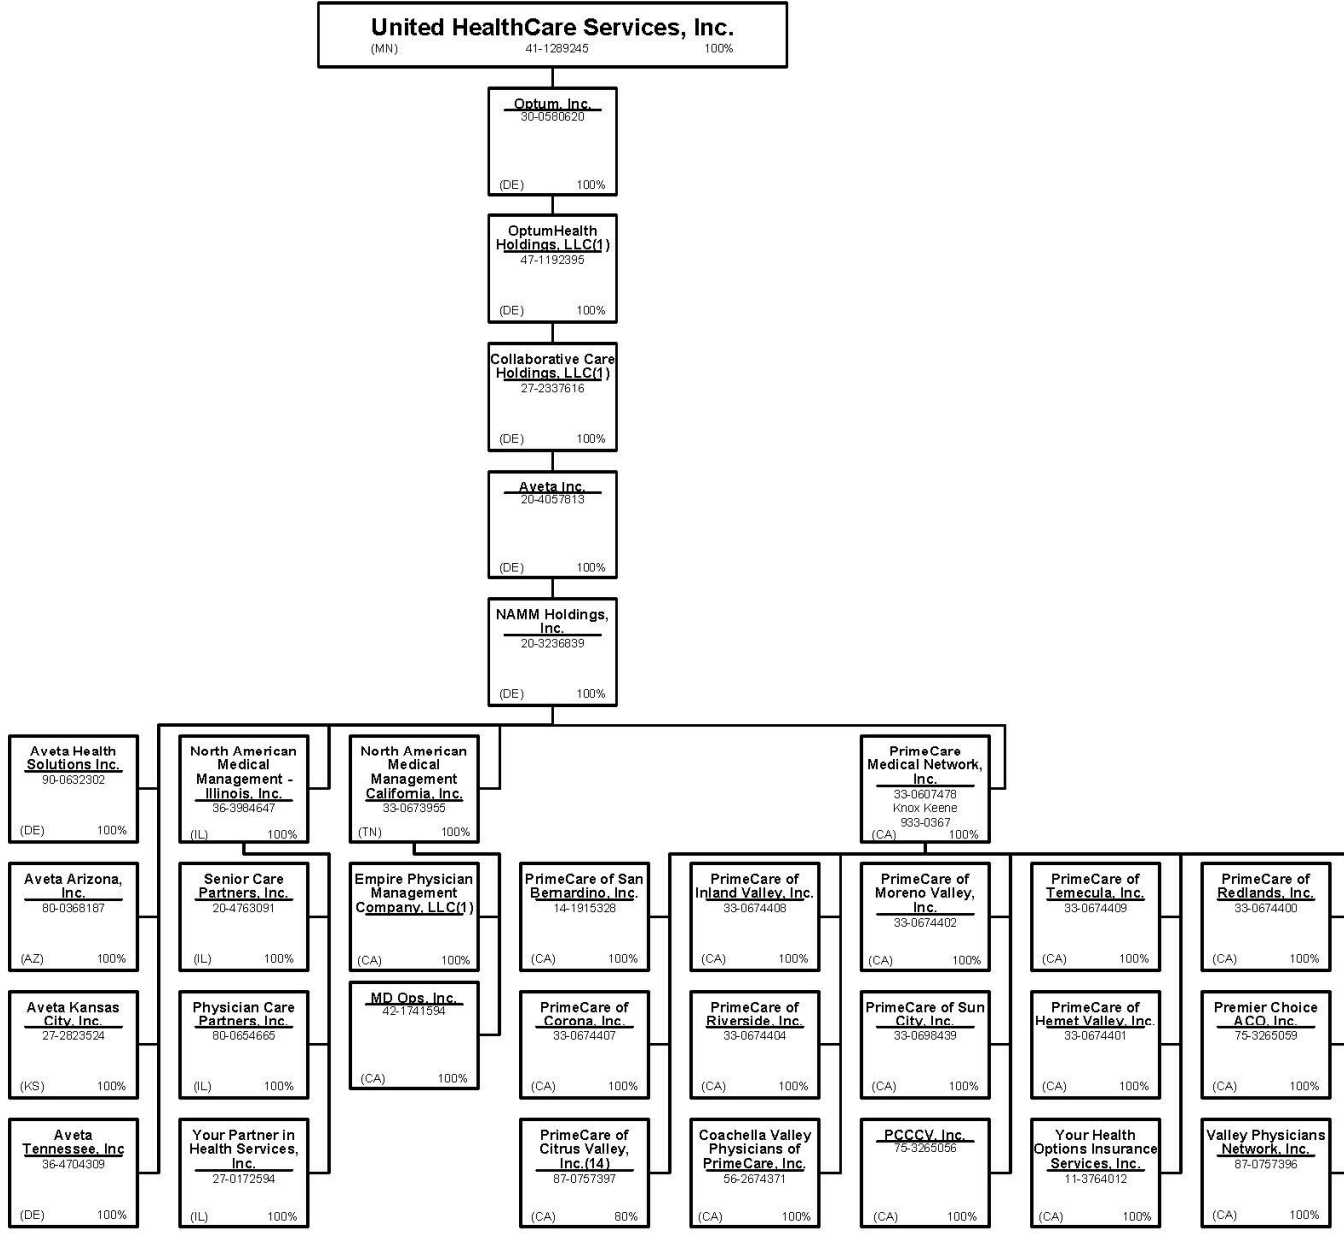 United HealthCare Services, Inc.
(MN) 41-1289245 100%
Optum, Inc.
30-0580620
(DE) 100%
OptumHealth
Holdings, LLC(1)
47-1192395
(DE) 100%
Collaborative Care
Holdings, LLC(1)
27-2337616
(DE) 100%
Aveta Inc.
20-4057813
(DE) 100%
NAMM Holdings,
Inc.
20-3236839
(DE) 100%
Aveta Health
Solutions Inc.
90-0632302
(DE) 100%
North American
Medical
Management -
Illinois, Inc.
36-3984647
(IL) 100%
North American
Medical
Management
California, Inc.
33-0673955
(TN) 100%
PrimeCare
Medical Network,
Inc.
33-0607478
Knox Keene
933-0367
(CA) 100%
Aveta Arizona,
Inc.
80-0368187
(AZ) 100%
Senior Care
Partners, Inc.
20-4763091
(IL) 100%
Empire Physician
Management
Company, LLC(1)
(CA) 100%
PrimeCare of San
Bernardino, Inc.
14-1915328
(CA) 100%
PrimeCare of
Inland Valley, Inc.
33-0674408
(CA) 100%
PrimeCare of
Moreno Valley,
Inc.
33-0674402
(CA) 100%
PrimeCare of
Temecula, Inc.
33-0674409
(CA) 100%
PrimeCare of
Redlands, Inc.
33-0674400
(CA) 100%
Aveta Kansas
City, Inc.
27-2823524
(KS) 100%
Physician Care
Partners, Inc.
80-0654665
(IL) 100%
MD Ops, Inc.
42-1741594
(CA) 100%
PrimeCare of
Corona, Inc.
33-0674407
(CA) 100%
PrimeCare of
Riverside, Inc.
33-0674404
(CA) 100%
PrimeCare of Sun
City, Inc.
33-0698439
(CA) 100%
PrimeCare of
Hemet Valley, Inc.
33-0674401
(CA) 100%
Premier Choice
ACO, Inc.
75-3265059
(CA) 100%
Aveta
Tennessee, Inc
36-4704309
(DE) 100%
Your Partner in
Health Services,
Inc.
27-0172594
(IL) 100%
PrimeCare of
Citrus Valley,
Inc.(14)
87-0757397
(CA) 80%
Coachella Valley
Physicians of
PrimeCare, Inc.
56-2674371
(CA) 100%
PCCCV, Inc.
75-3265056
(CA) 100%
Your Health
Options Insurance
Services, Inc.
11-3764012
(CA) 100%
Valley Physicians
Network, Inc.
87-0757396
(CA) 100%